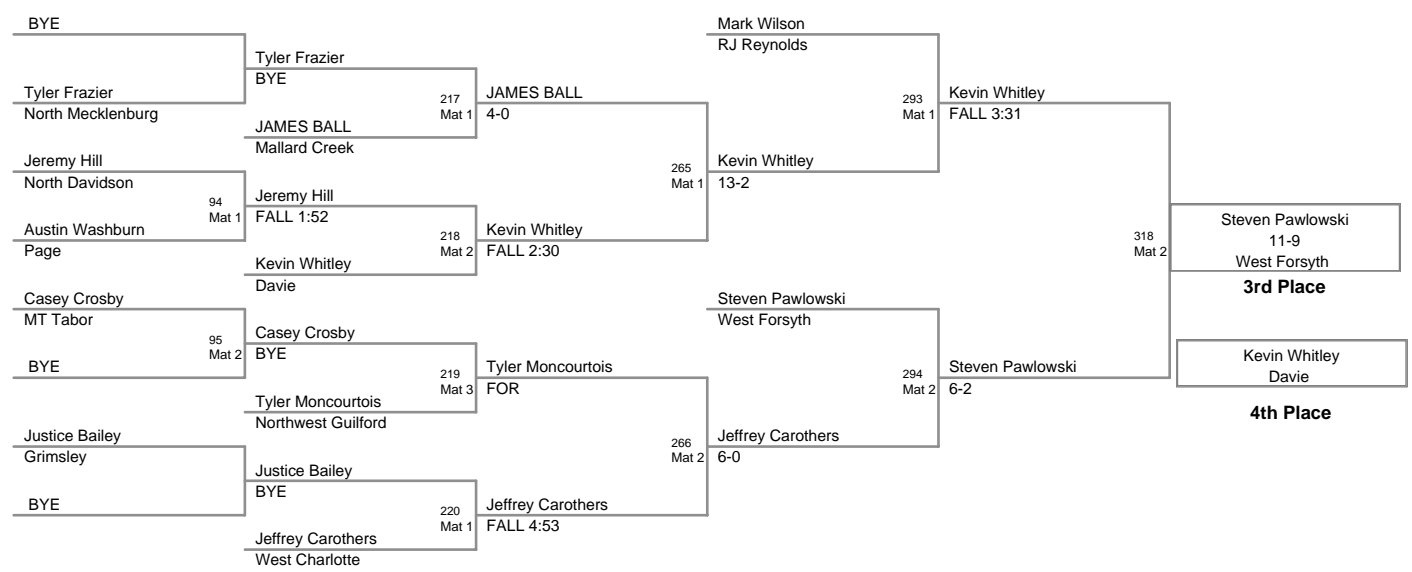 BYE
Tyler Frazier
North Mecklenburg
Jeremy Hill
North Davidson
Austin Washburn
Page
Casey Crosby
MT Tabor
BYE
Justice Bailey
Grimsley
BYE
Tyler Frazier
BYE
JAMES BALL
Mallard Creek
94
Mat 1
Jeremy Hill
FALL 1:52
Kevin Whitley
Davie
95
Mat 2
Casey Crosby
BYE
Tyler Moncourtois
Northwest Guilford
Justice Bailey
BYE
Jeffrey Carothers
West Charlotte
217
Mat 1
JAMES BALL
4-0
218
Mat 2
Kevin Whitley
FALL 2:30
219
Mat 3
Tyler Moncourtois
FOR
220
Mat 1
Jeffrey Carothers
FALL 4:53
Mark Wilson
RJ Reynolds
265
Mat 1
Kevin Whitley
13-2
Steven Pawlowski
West Forsyth
266
Mat 2
Jeffrey Carothers
6-0
293
Mat 1
Kevin Whitley
FALL 3:31
294
Mat 2
Steven Pawlowski
6-2
318
Mat 2
Steven Pawlowski
11-9
West Forsyth
3rd Place
Kevin Whitley
Davie
4th Place